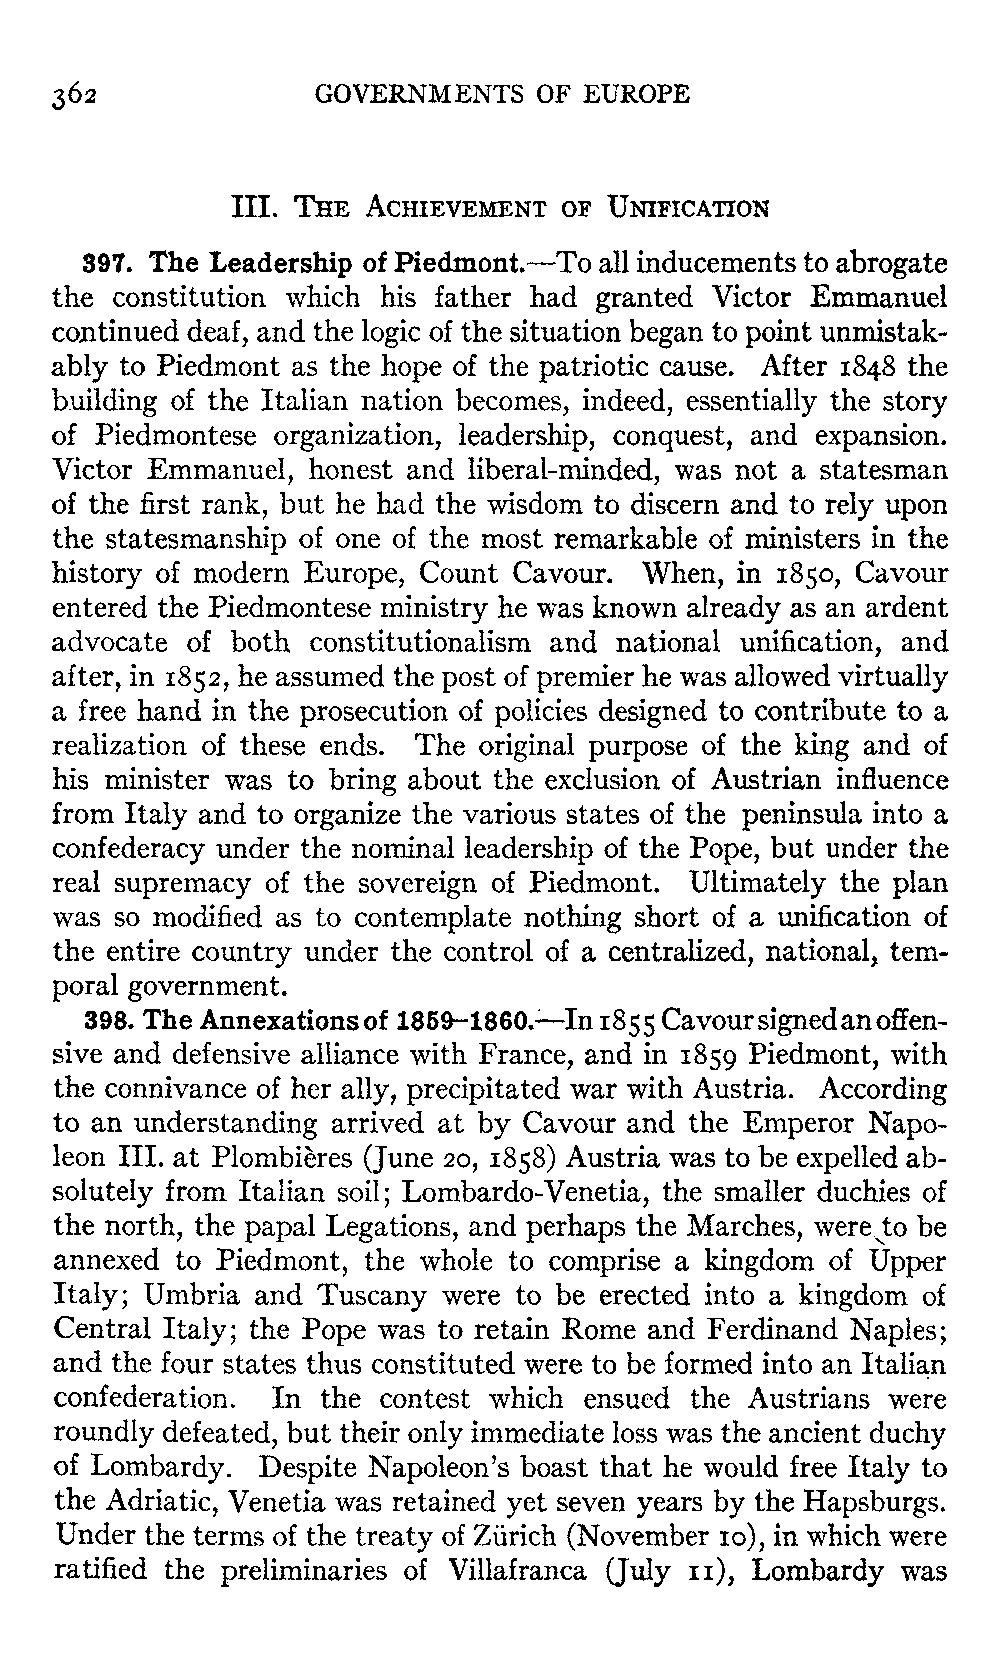 362 GOVERNMENTS OF EUROPE
III. The Achievement of Unification
397. The Leadership of Piedmont.—To all inducements to abrogate
the constitution which his father had granted Victor Emmanuel
continued deaf, and the logic of the situation began to point unmistak-
ably to Piedmont as the hope of the patriotic cause. After 1848 the
building of the Italian nation becomes, indeed, essentially the story
of Piedmontese organization, leadership, conquest, and expansion.
Victor Emmanuel, honest and liberal-minded, was not a statesman
of the first rank, but he had the wisdom to discern and to rely upon
the statesmanship of one of the most remarkable of ministers in the
history of modern Europe, Count Cavour. When, in 1850, Cavour
entered the Piedmontese ministry he was known already as an ardent
advocate of both constitutionalism and national unification, and
after, in 1852, he assumed the post of premier he was allowed virtually
a free hand in the prosecution of policies designed to contribute to a
realization of these ends. The original purpose of the king and of
his minister was to bring about the exclusion of Austrian influence
from Italy and to organize the various states of the peninsula into a
confederacy under the nominal leadership of the Pope, but under the
real supremacy of the sovereign of Piedmont. Ultimately the plan
was so modified as to contemplate nothing short of a unification of
the entire country under the control of a centralized, national, tem-
poral government.
398. The Annexations of 1859–1860.—In 1855 Cavour signed an offen-
sive and defensive alliance with France, and in 1859 Piedmont, with
the connivance of her ally, precipitated war with Austria. According
to an understanding arrived at by Cavour and the Emperor Napo-
leon III. at Plombières (June 20, 1858) Austria was to be expelled ab-
solutely from Italian soil; Lombardo-Venetia, the smaller duchies of
the north, the papal Legations, and perhaps the Marches, were to be
annexed to Piedmont, the whole to comprise a kingdom of Upper
Italy; Umbria and Tuscany were to be erected into a kingdom of
Central Italy; the Pope was to retain Rome and Ferdinand Naples;
and the four states thus constituted were to be formed into an Italian
confederation. In the contest which ensued the Austrians were
roundly defeated, but their only immediate loss was the ancient duchy
of Lombardy. Despite Napoleon's boast that he would free Italy to
the Adriatic, Venetia was retained yet seven years by the Hapsburgs.
Under the terms of the treaty of Zürich (November 10), in which were
ratified the preliminaries of Villafranca (July 11), Lombardy was